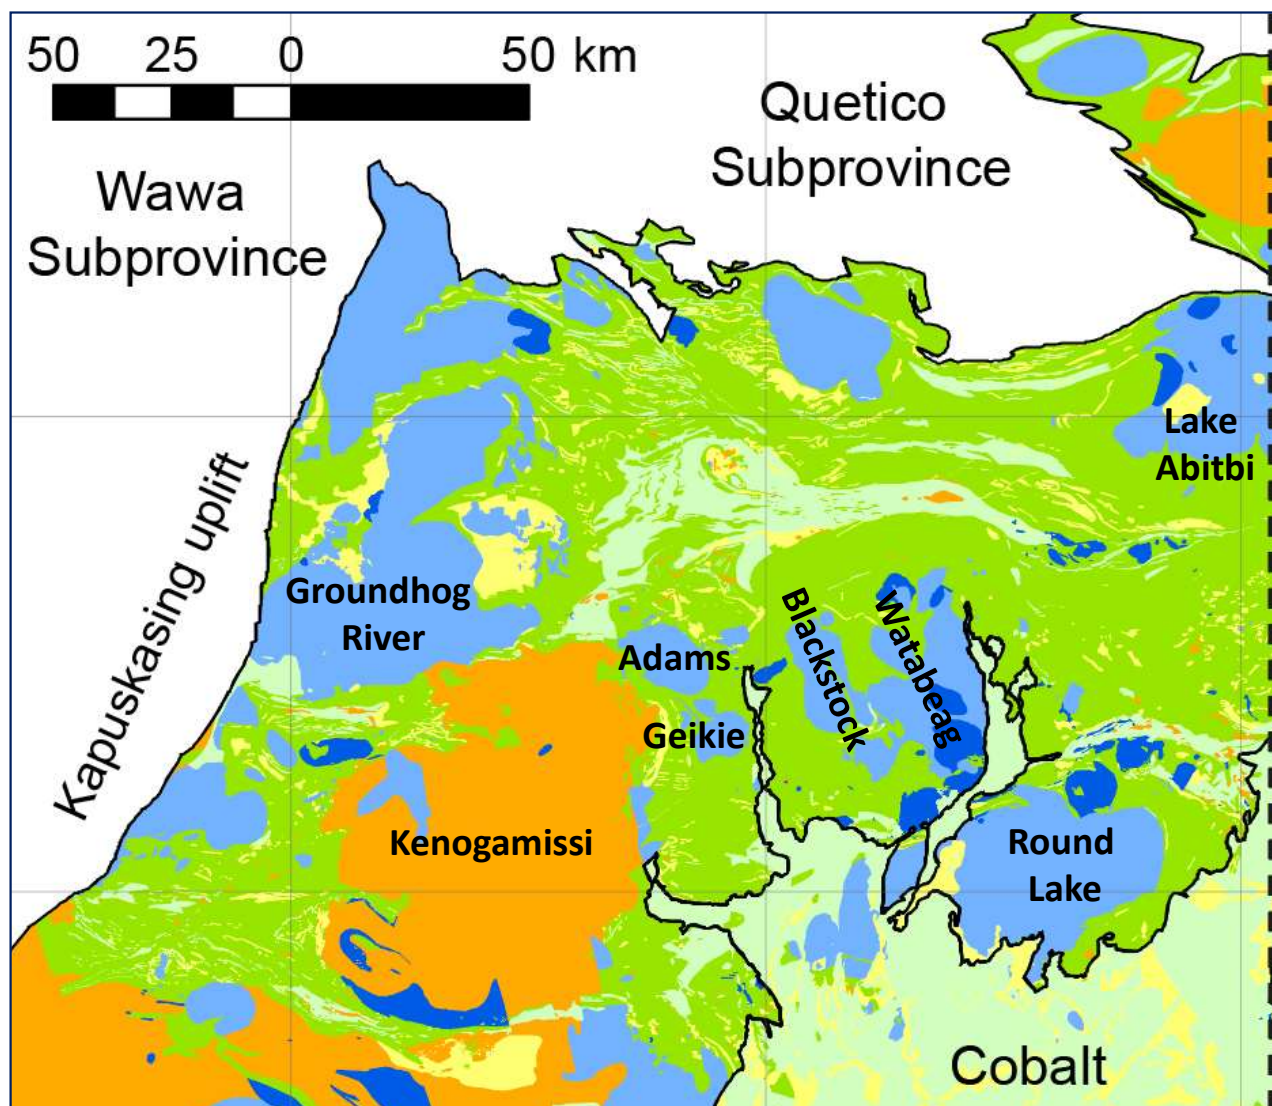 50 25 0 50 km
Quetico
Subprovince
Wawa
Subprovince
Lake
Abitbi
Kapuskasing uplift
Groundhog
River
Adams
Blackstock
Watabeag
Geikie
Kenogamissi
Round
Lake
Cobalt